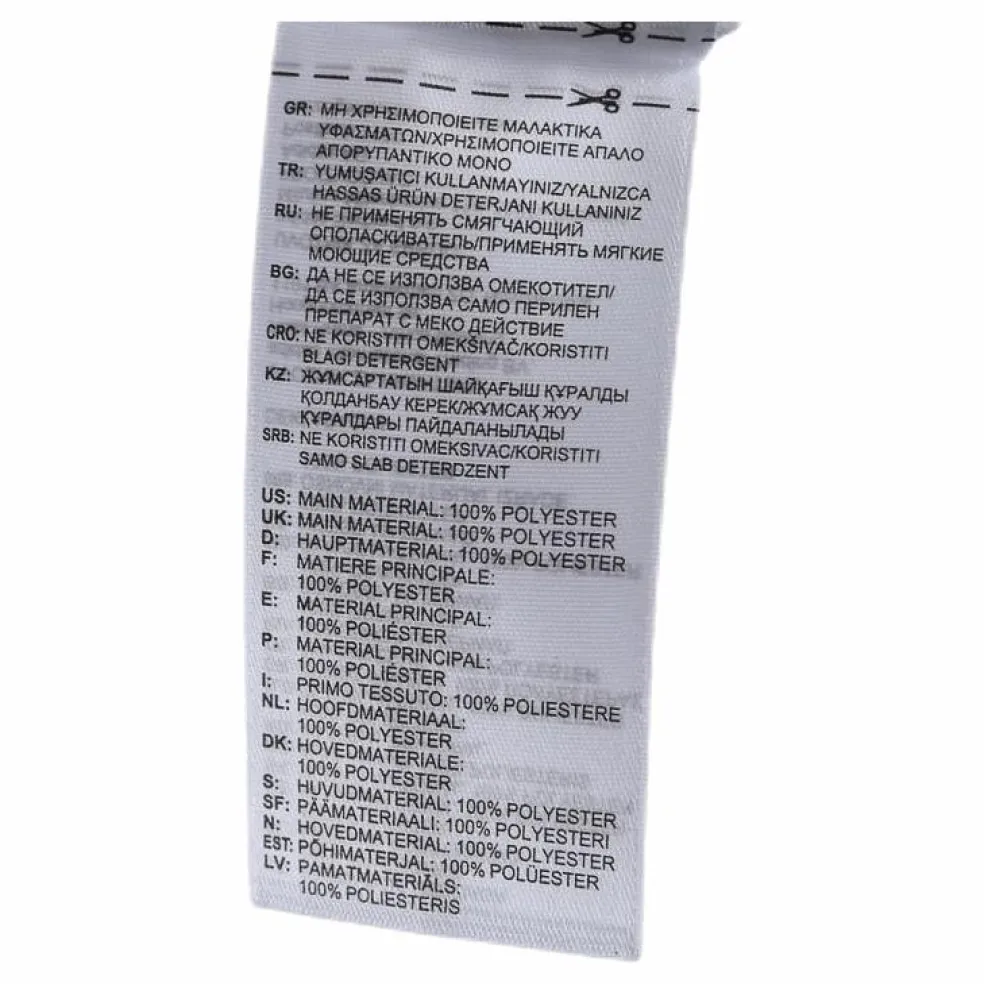 GR: ΜΗ ΧΡΗΣΙΜΟΠΟΙΕΙΤΕ ΜΑΛΑΚΤΙΚΑ
ΥΦΑΣΜΑΤΩΝ/ΧΡΗΣΙΜΟΠΟΙΕΙΤΕ ΑΠΑΛΟ
ΑΠΟΡΥΠΑΝΤΙΚΟ ΜΟΝΟ
TR: YUMUŞATICI KULLANMAYINIZ/YALNIZCA
HASSAS ÜRÜN DETERJANI KULLANINIZ
RU: НЕ ПРИМЕНЯТЬ СМЯГЧАЮЩИЙ
ОПОЛАСКИВАТЕЛЬ/ПРИМЕНЯТЬ МЯГКИЕ
МОЮЩИЕ СРЕДСТВА
BG: ДА НЕ СЕ ИЗПОЛЗВА ОМЕКОТИТЕЛ/
ДА СЕ ИЗПОЛЗВА САМО ПЕРИЛЕН
ПРЕПАРАТ С МЕКО ДЕЙСТВИЕ
CRO: NE KORISTITI OMEKŠIVAČ/KORISTITI
BLAGI DETERGENT
KZ: ЖҰМСАРТАТЫН ШАЙҚАҒЫШ ҚҰРАЛДЫ
ҚОЛДАНБАУ КЕРЕК/ЖҰМСАҚ ЖУУ
ҚҰРАЛДАРЫ ПАЙДАЛАНЫЛАДЫ
SRB: NE KORISTITI OMEKSIVAC/KORISTITI
SAMO SLAB DETERDZENT
US: MAIN MATERIAL: 100% POLYESTER
UK: MAIN MATERIAL: 100% POLYESTER
D: HAUPTMATERIAL: 100% POLYESTER
F: MATIERE PRINCIPALE:
100% POLYESTER
E: MATERIAL PRINCIPAL:
100% POLIÉSTER
P: MATERIAL PRINCIPAL:
100% POLIÉSTER
I: PRIMO TESSUTO: 100% POLIESTERE
NL: HOOFDMATERIAAL:
100% POLYESTER
DK: HOVEDMATERIALE:
100% POLYESTER
S: HUVUDMATERIAL: 100% POLYESTER
SF: PÄÄMATERIAALI: 100% POLYESTERI
N: HOVEDMATERIAL: 100% POLYESTER
EST: PÕHIMATERJAL: 100% POLÜESTER
LV: PAMATMATERIĀLS:
100% POLIESTERIS